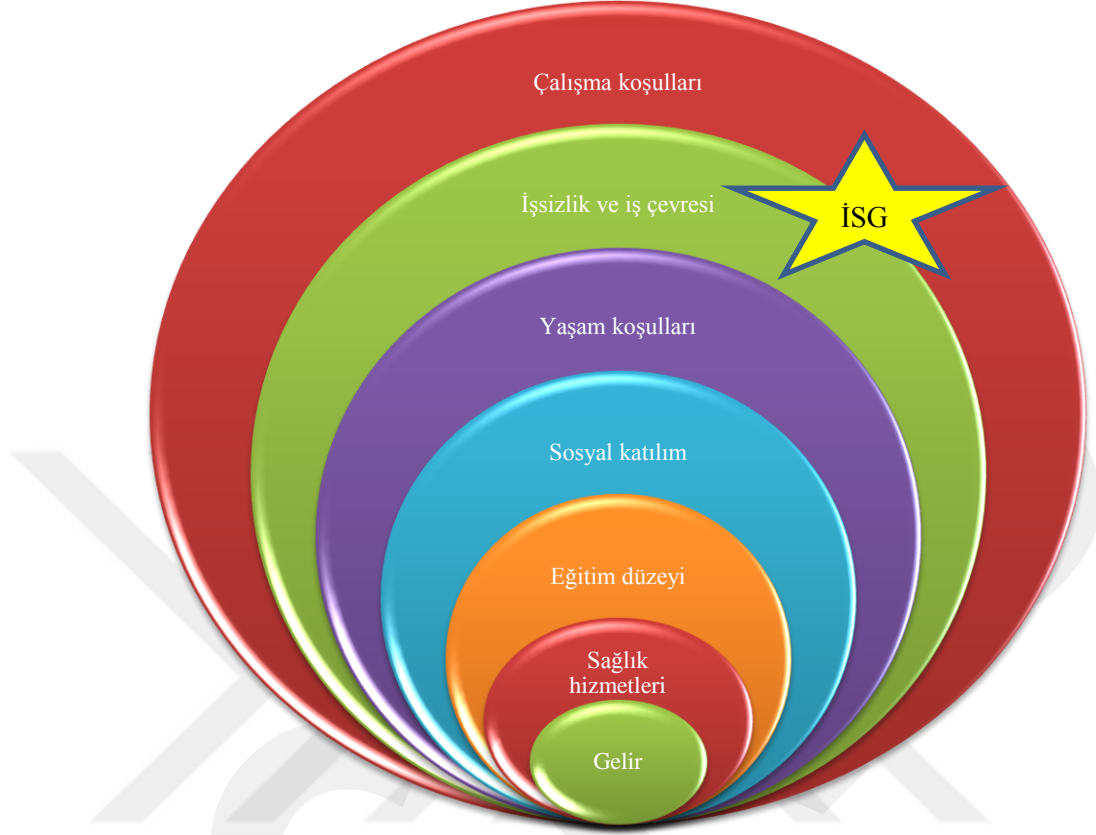 Çalışma koşulları
İşsizlik ve iş çevresi
İSG
Yaşam koşulları
Sosyal katılım
Eğitim düzeyi
Sağlık
hizmetleri
Gelir